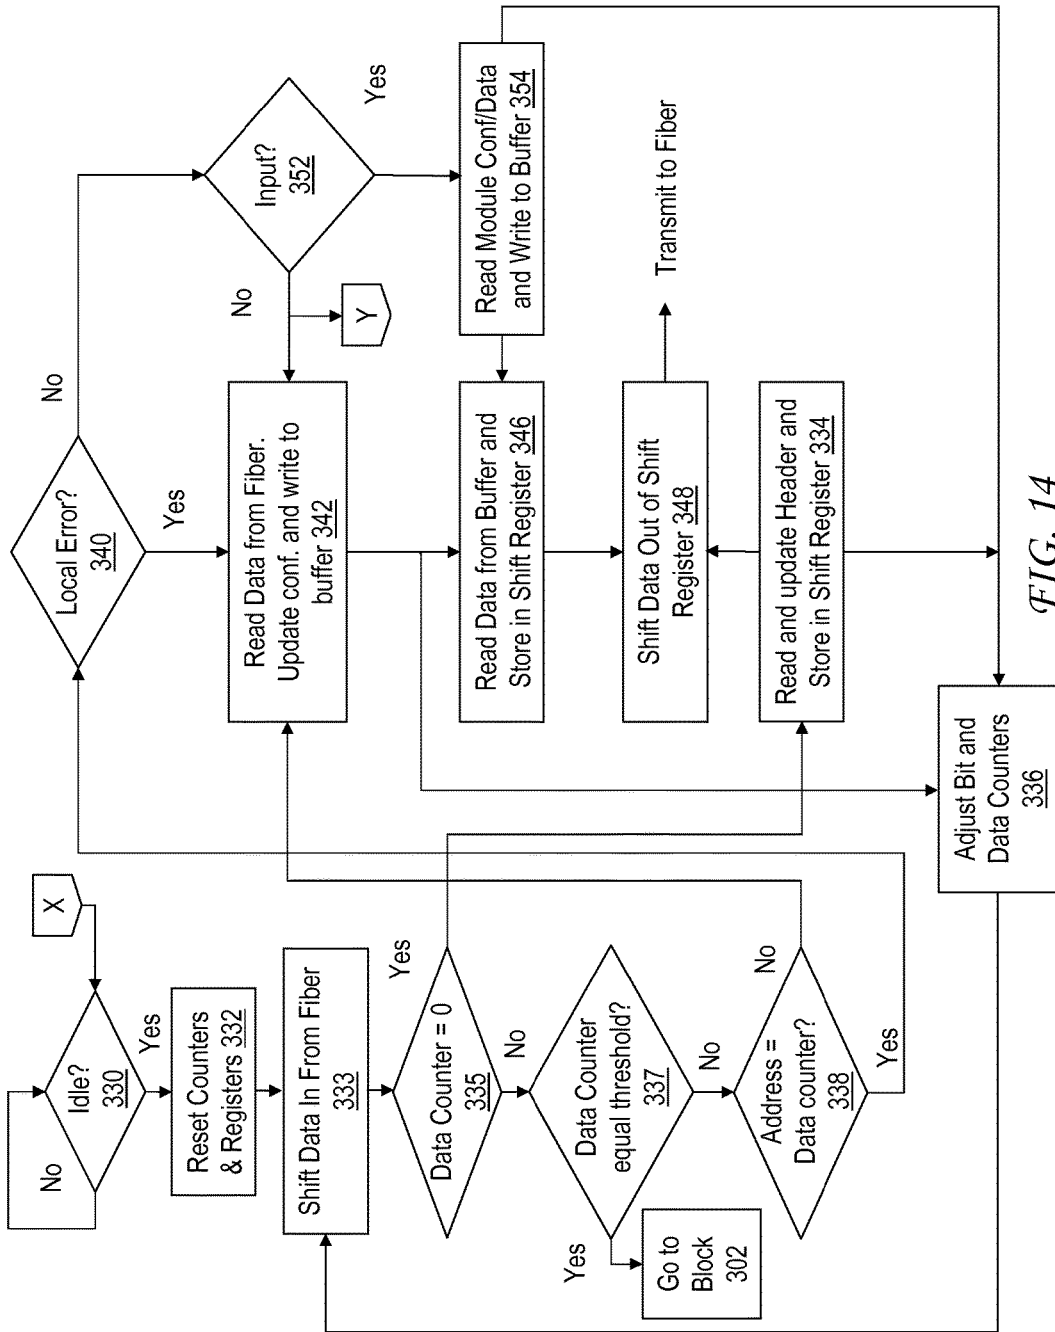 X
Idle?
330
No
Yes
Reset Counters
& Registers 332
Shift Data In From Fiber
333
Data Counter = 0
335
Yes
No
Data Counter
equal threshold?
337
Yes
No
Go to
Block
302
Address =
Data counter?
338
No
Yes
Local Error?
340
No
Yes
Read Data from Fiber.
Update conf. and write to
buffer 342
Input?
352
No
Yes
Y
Read Module Conf/Data
and Write to Buffer 354
Read Data from Buffer and
Store in Shift Register 346
Shift Data Out of Shift
Register 348
Transmit to Fiber
Read and update Header and
Store in Shift Register 334
Adjust Bit and
Data Counters
336
FIG. 14